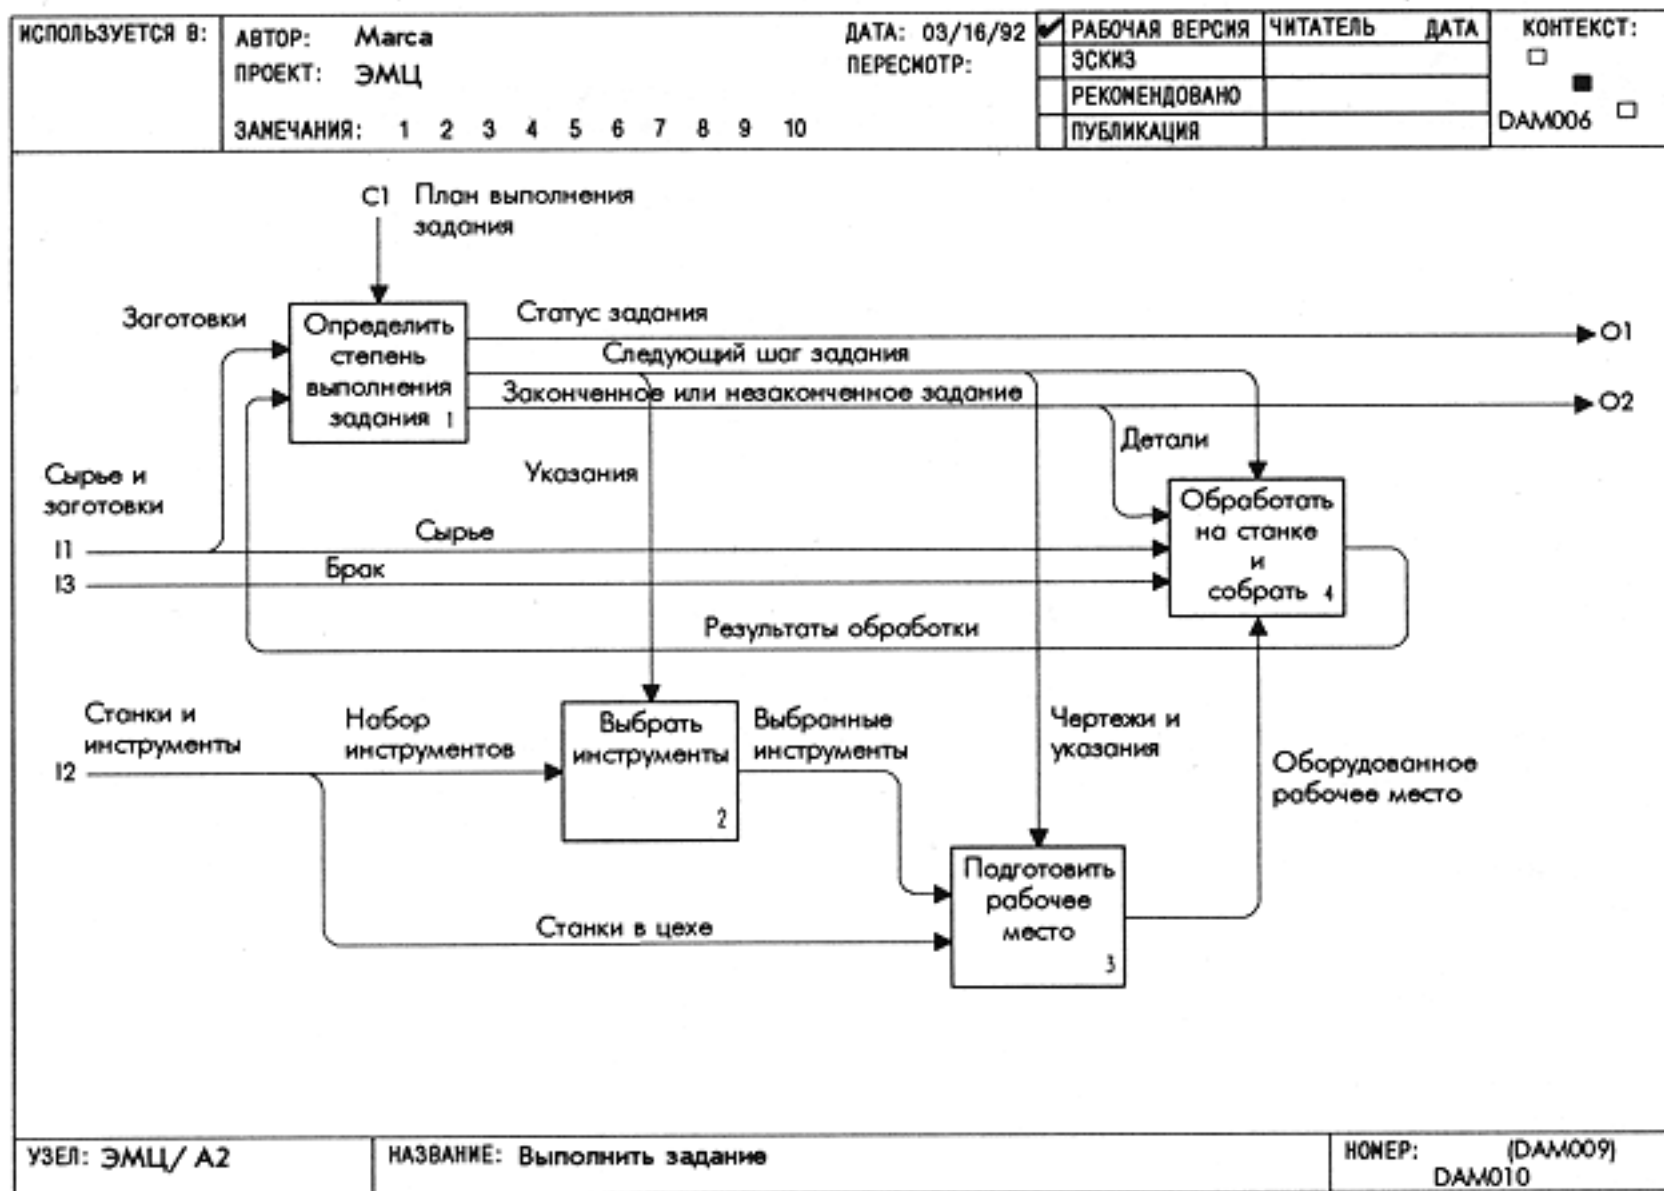 ИСПОЛЬЗУЕТСЯ В:
АВТОР: Marca
ДАТА: 03/16/92
ПРОЕКТ: ЭМЦ
ПЕРЕСМОТР:
ЗАМЕЧАНИЯ: 1 2 3 4 5 6 7 8 9 10
РАБОЧАЯ ВЕРСИЯ
ЧИТАТЕЛЬ ДАТА
ЭСКИЗ
РЕКОМЕНДОВАНО
ПУБЛИКАЦИЯ
КОНТЕКСТ:
DAM006
C1 План выполнения
задания
Заготовки
Определить
степень
выполнения
задания 1
Статус задания
O1
Следующий шаг задания
Законченное или незаконченное задание
O2
Детали
Указания
Сырье и
заготовки
I1
Сырье
I3
Брак
Обработать
на станке
и
собрать 4
Результаты обработки
Станки и
инструменты
I2
Набор
инструментов
Выбрать
инструменты
2
Выбранные
инструменты
Чертежи и
указания
Оборудованное
рабочее место
Подготовить
рабочее
место
3
Станки в цехе
УЗЕЛ: ЭМЦ/ A2
НАЗВАНИЕ: Выполнить задание
НОМЕР: (DAM009)
DAM010